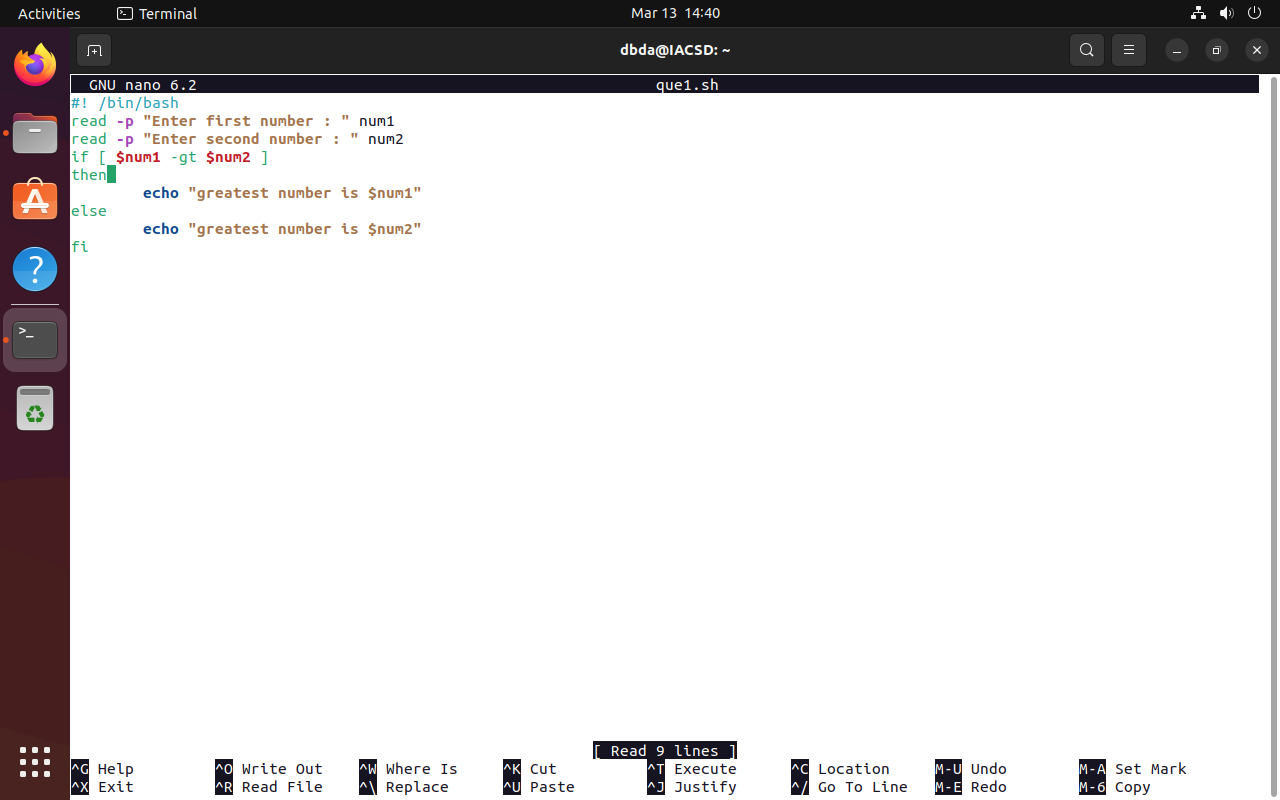 Activities Terminal Mar 13 14:40
dbda@IACSD: ~
GNU nano 6.2 que1.sh
#! /bin/bash
read -p "Enter first number : " num1
read -p "Enter second number : " num2
if [ $num1 -gt $num2 ]
then
        echo "greatest number is $num1"
else
        echo "greatest number is $num2"
fi
[ Read 9 lines ]
^G Help ^O Write Out ^W Where Is ^K Cut ^T Execute ^C Location M-U Undo M-A Set Mark
^X Exit ^R Read File ^\ Replace ^U Paste ^J Justify ^/ Go To Line M-E Redo M-6 Copy